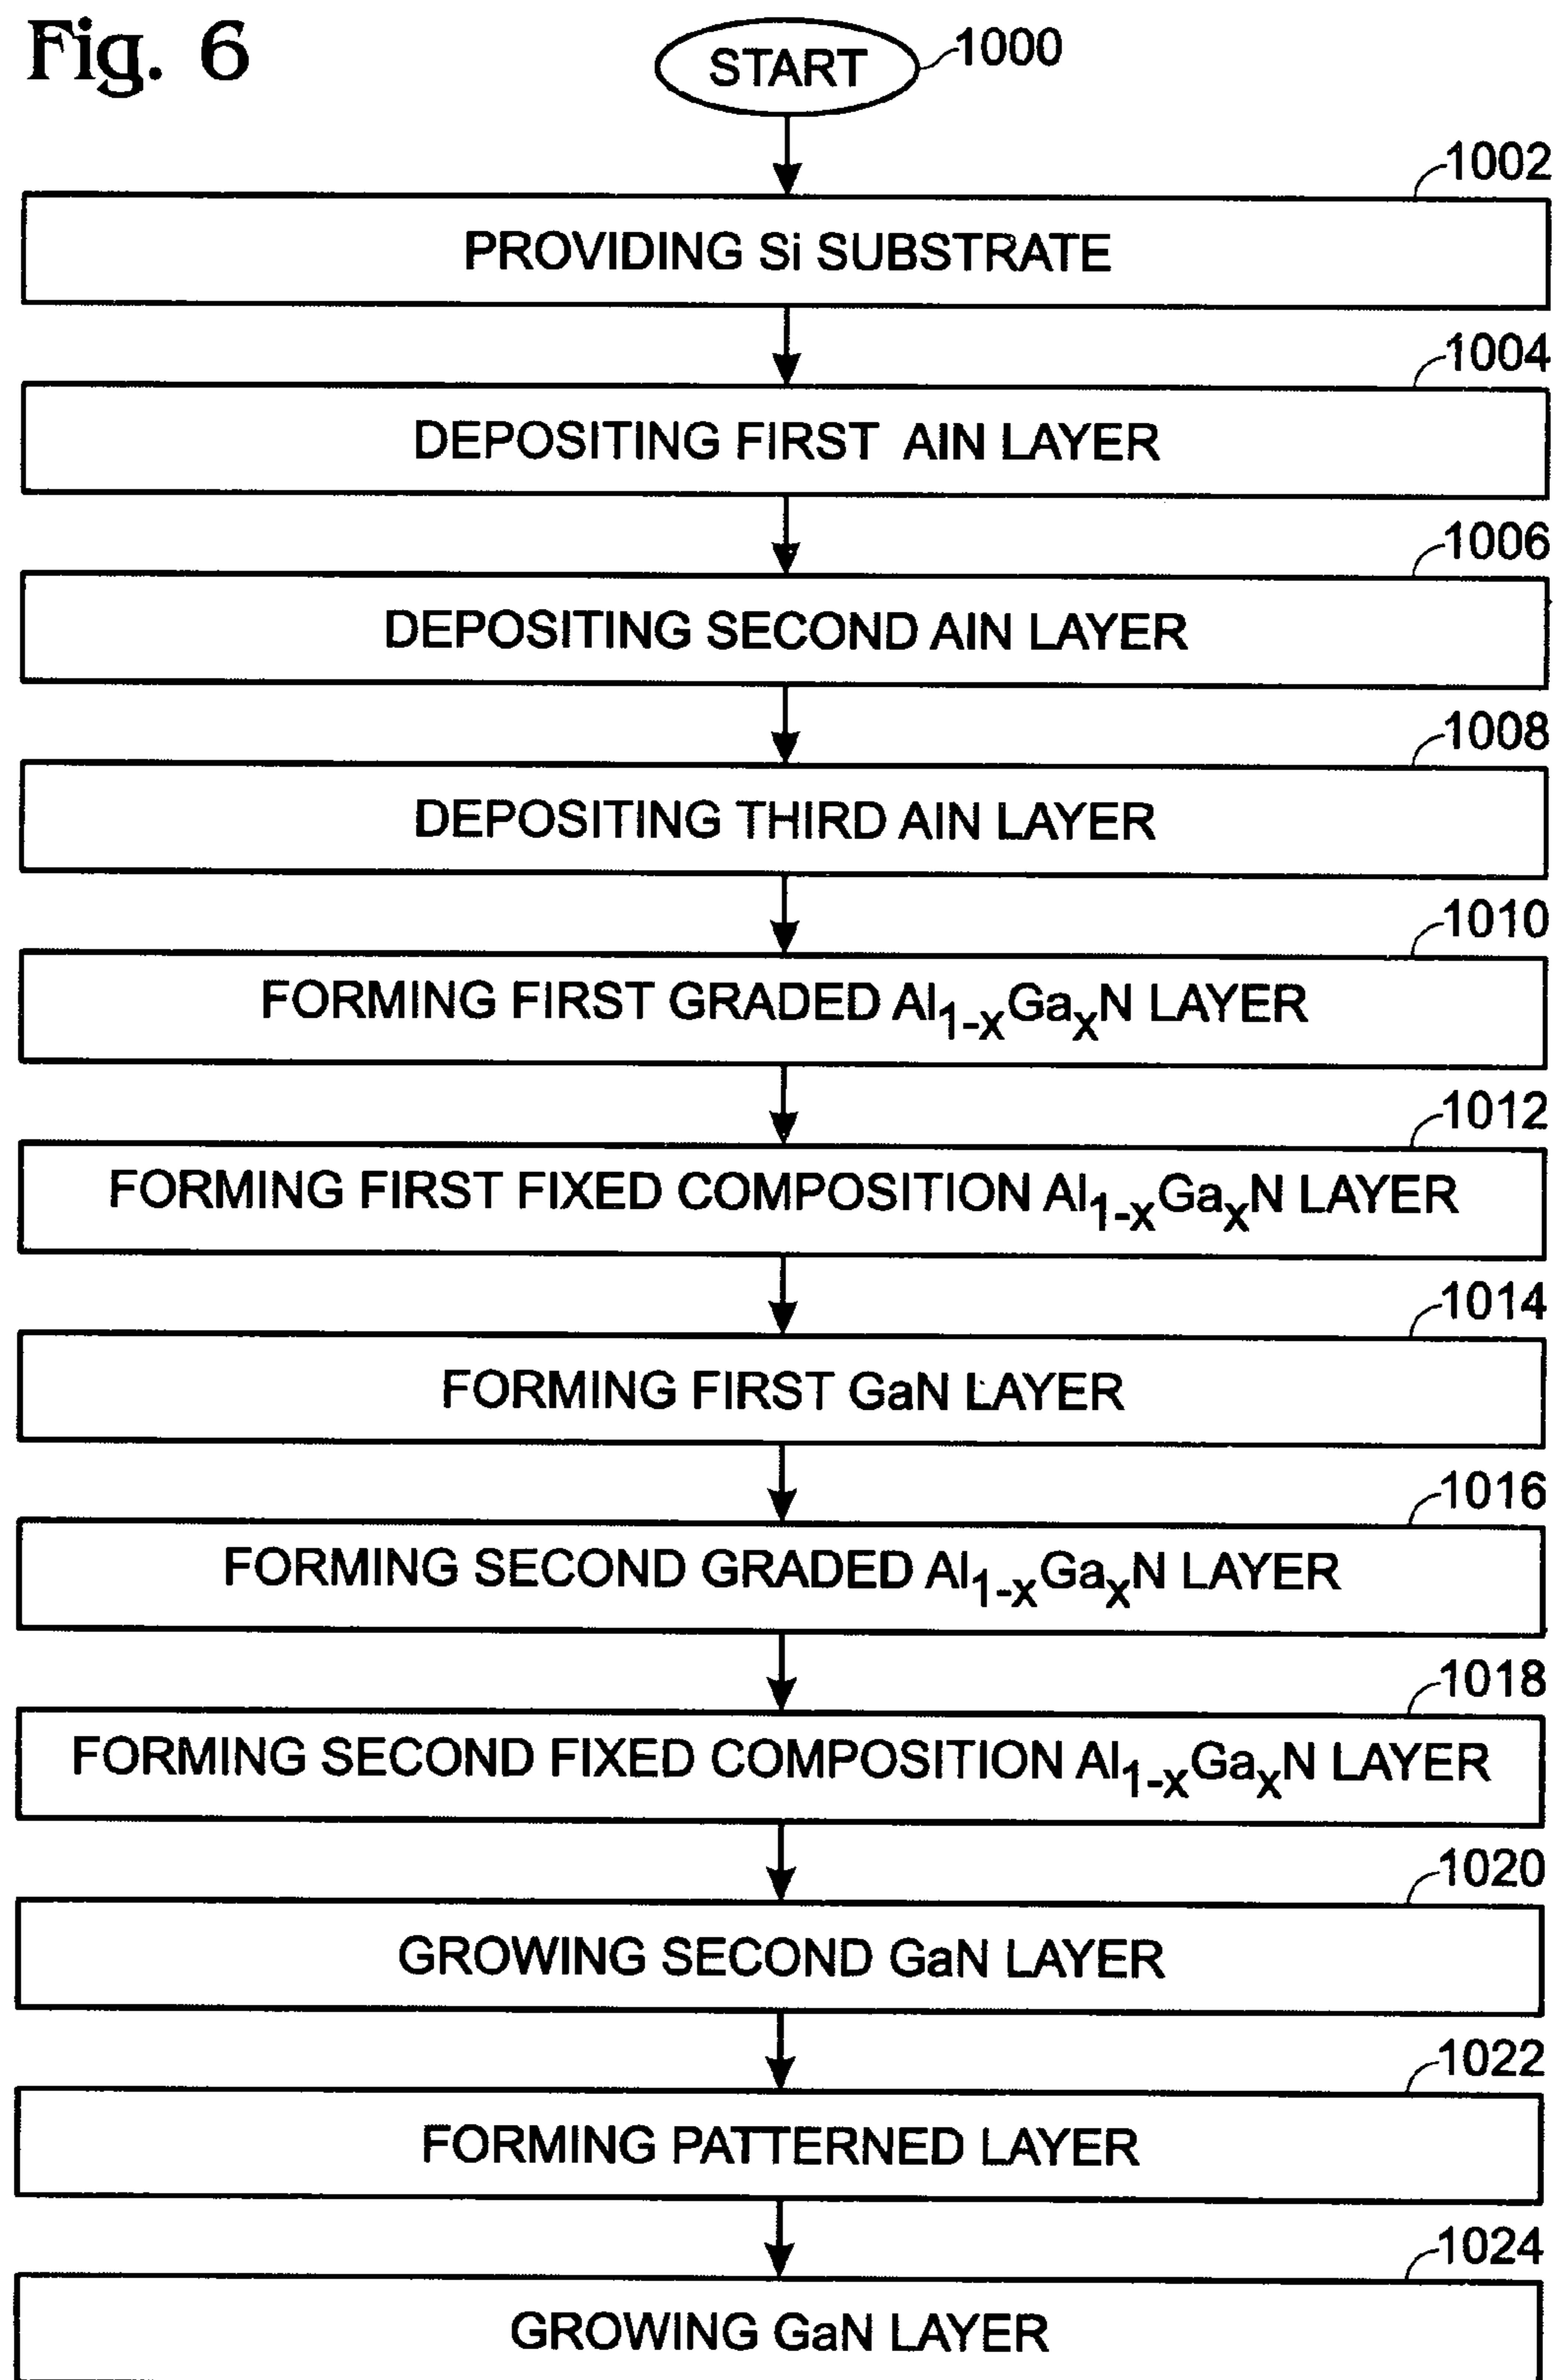 Fig. 6
START
1000
1002
PROVIDING Si SUBSTRATE
1004
DEPOSITING FIRST AlN LAYER
1006
DEPOSITING SECOND AlN LAYER
1008
DEPOSITING THIRD AlN LAYER
1010
FORMING FIRST GRADED Al1-xGaxN LAYER
1012
FORMING FIRST FIXED COMPOSITION Al1-xGaxN LAYER
1014
FORMING FIRST GaN LAYER
1016
FORMING SECOND GRADED Al1-xGaxN LAYER
1018
FORMING SECOND FIXED COMPOSITION Al1-xGaxN LAYER
1020
GROWING SECOND GaN LAYER
1022
FORMING PATTERNED LAYER
1024
GROWING GaN LAYER